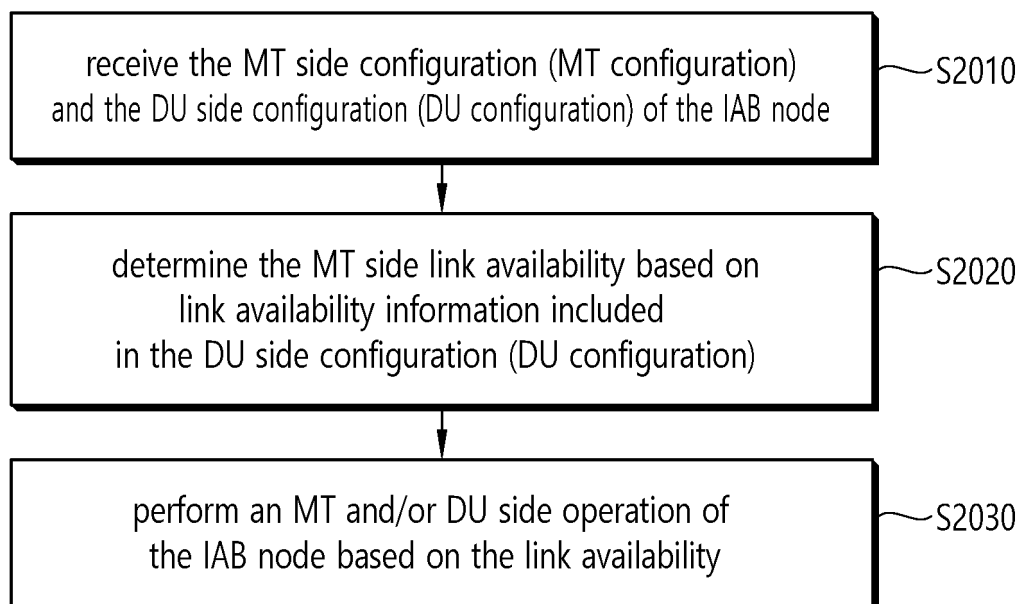 receive the MT side configuration (MT configuration)
and the DU side configuration (DU configuration) of the IAB node
S2010
determine the MT side link availability based on
link availability information included
in the DU side configuration (DU configuration)
S2020
perform an MT and/or DU side operation of
the IAB node based on the link availability
S2030